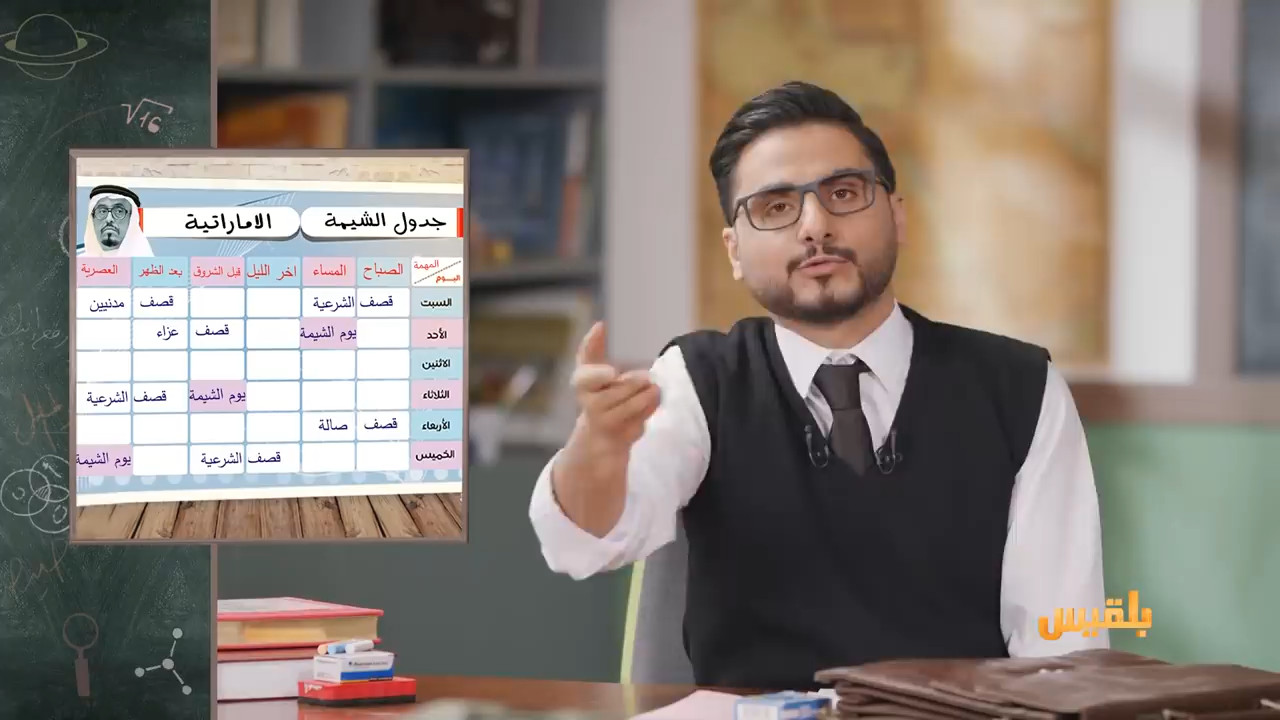 √16
جدول الشيمة الاماراتية
المهمة
اليوم
الصباح المساء اخر الليل قبل الشروق بعد الظهر العصرية
السبت قصف الشرعية قصف مدنيين
الأحد يوم الشيمة قصف عزاء
الاثنين
الثلاثاء يوم الشيمة قصف الشرعية
الأربعاء قصف صالة
الخميس قصف الشرعية يوم الشيمة
بلقيس